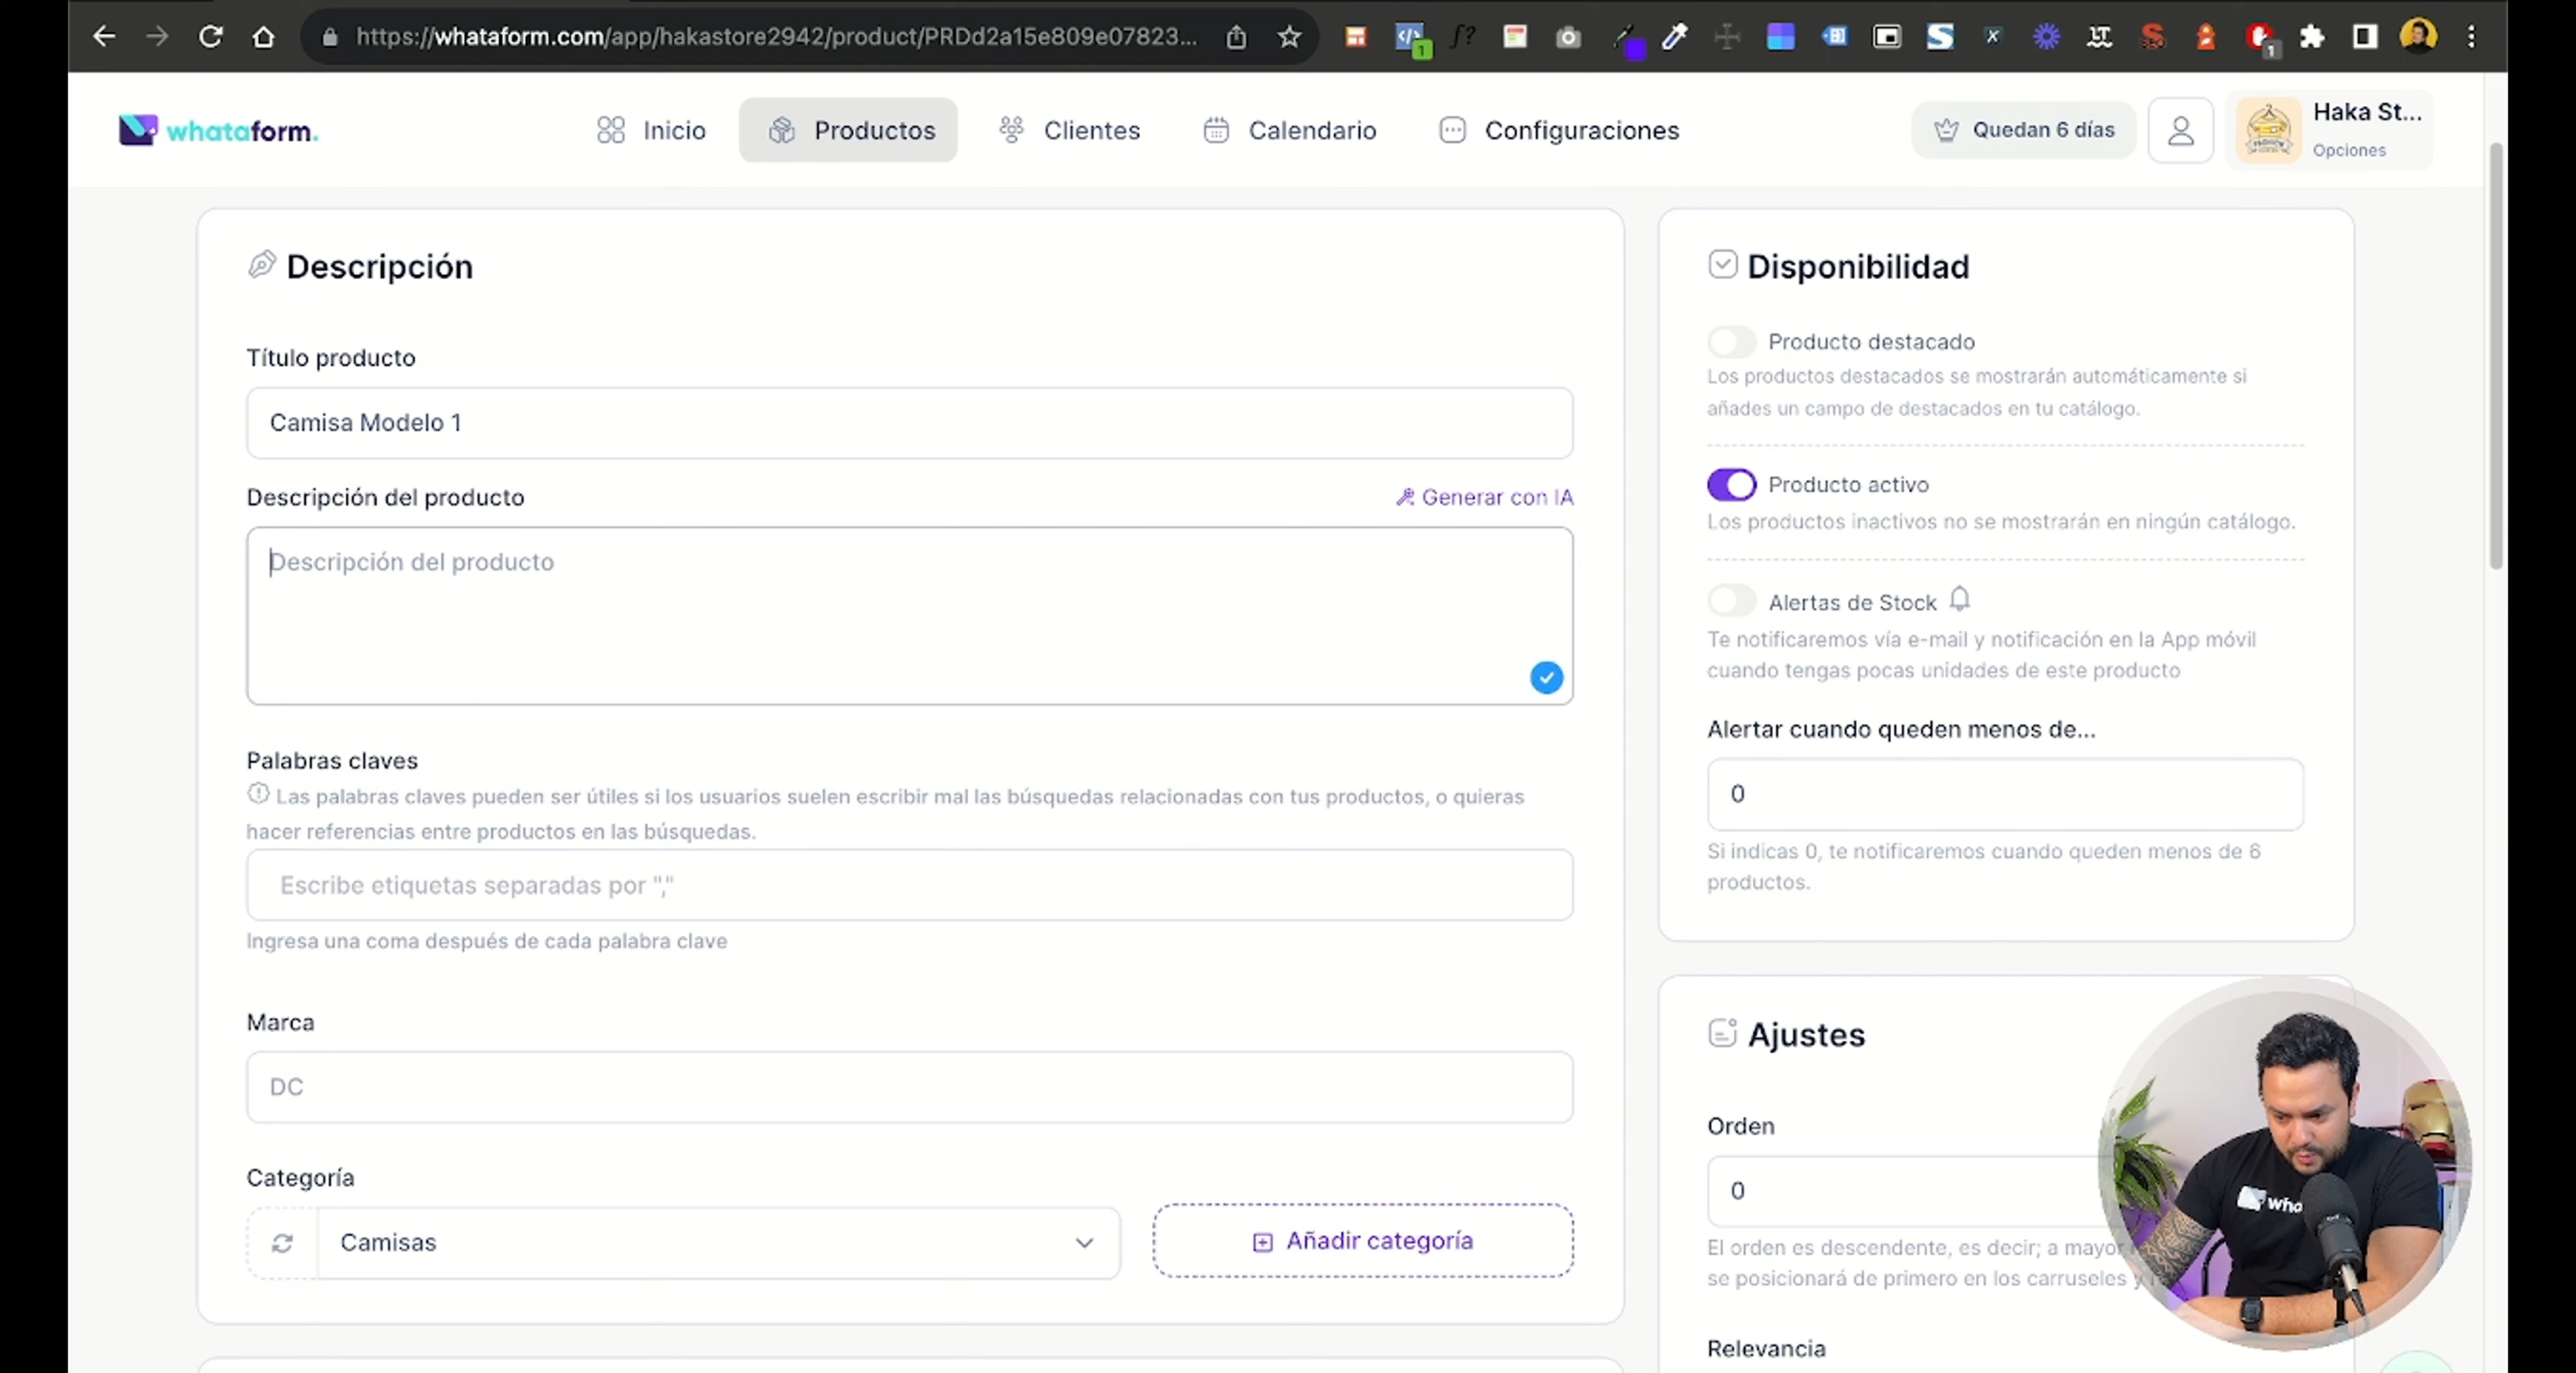 https://whataform.com/app/hakastore2942/product/PRDd2a15e809e07823...
whataform.
Inicio
Productos
Clientes
Calendario
Configuraciones
Quedan 6 días
Haka St...
Opciones
Descripción
Título producto
Camisa Modelo 1
Descripción del producto
Generar con IA
Descripción del producto
Palabras claves
Las palabras claves pueden ser útiles si los usuarios suelen escribir mal las búsquedas relacionadas con tus productos, o quieras
hacer referencias entre productos en las búsquedas.
Escribe etiquetas separadas por ","
Ingresa una coma después de cada palabra clave
Marca
DC
Categoría
Camisas
Añadir categoría
Disponibilidad
Producto destacado
Los productos destacados se mostrarán automáticamente si
añades un campo de destacados en tu catálogo.
Producto activo
Los productos inactivos no se mostrarán en ningún catálogo.
Alertas de Stock
Te notificaremos vía e-mail y notificación en la App móvil
cuando tengas pocas unidades de este producto
Alertar cuando queden menos de...
0
Si indicas 0, te notificaremos cuando queden menos de 6
productos.
Ajustes
Orden
0
El orden es descendente, es decir; a mayor
se posicionará de primero en los carruseles y
Relevancia